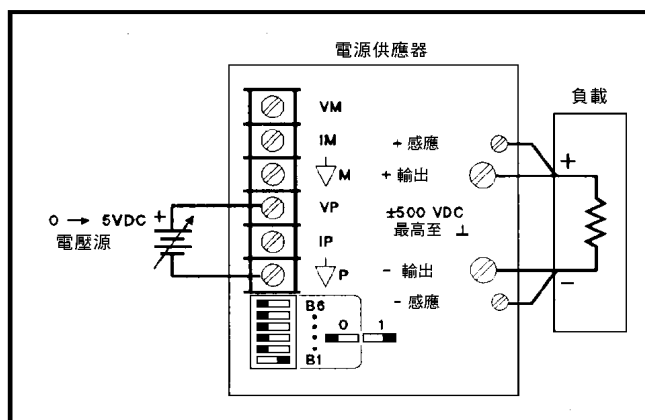 電源供應器
負載
VM
IM
M
VP
IP
P
+ 感應
+ 輸出
±500 VDC
最高至 ⊥
- 輸出
- 感應
+
-
0 → 5VDC
電壓源
+
B6
0 1
B1